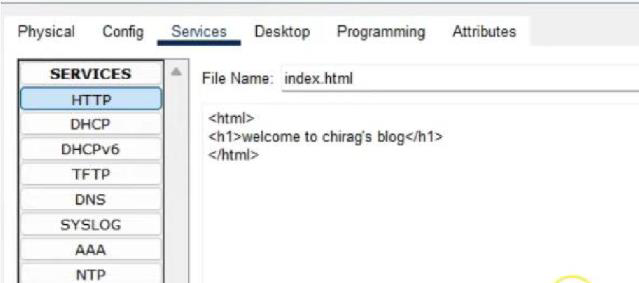 Physical Config Services Desktop Programming Attributes
SERVICES
HTTP
DHCP
DHCPv6
TFTP
DNS
SYSLOG
AAA
NTP
File Name: index.html
<html>
<h1>welcome to chirag's blog</h1>
</html>